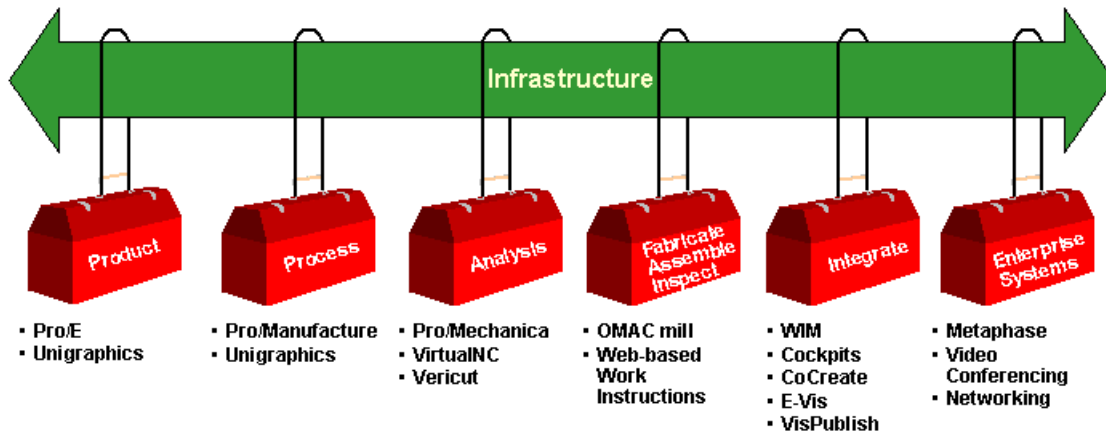 Infrastructure
Product
Process
Analysis
Fabricate
Assemble
Inspect
Integrate
Enterprise
Systems
▪ Pro/E
▪ Unigraphics
▪ Pro/Manufacture
▪ Unigraphics
▪ Pro/Mechanica
▪ VirtualNC
▪ Vericut
▪ OMAC mill
▪ Web-based
Work
Instructions
▪ WIM
▪ Cockpits
▪ CoCreate
▪ E-Vis
▪ VisPublish
▪ Metaphase
▪ Video
Conferencing
▪ Networking